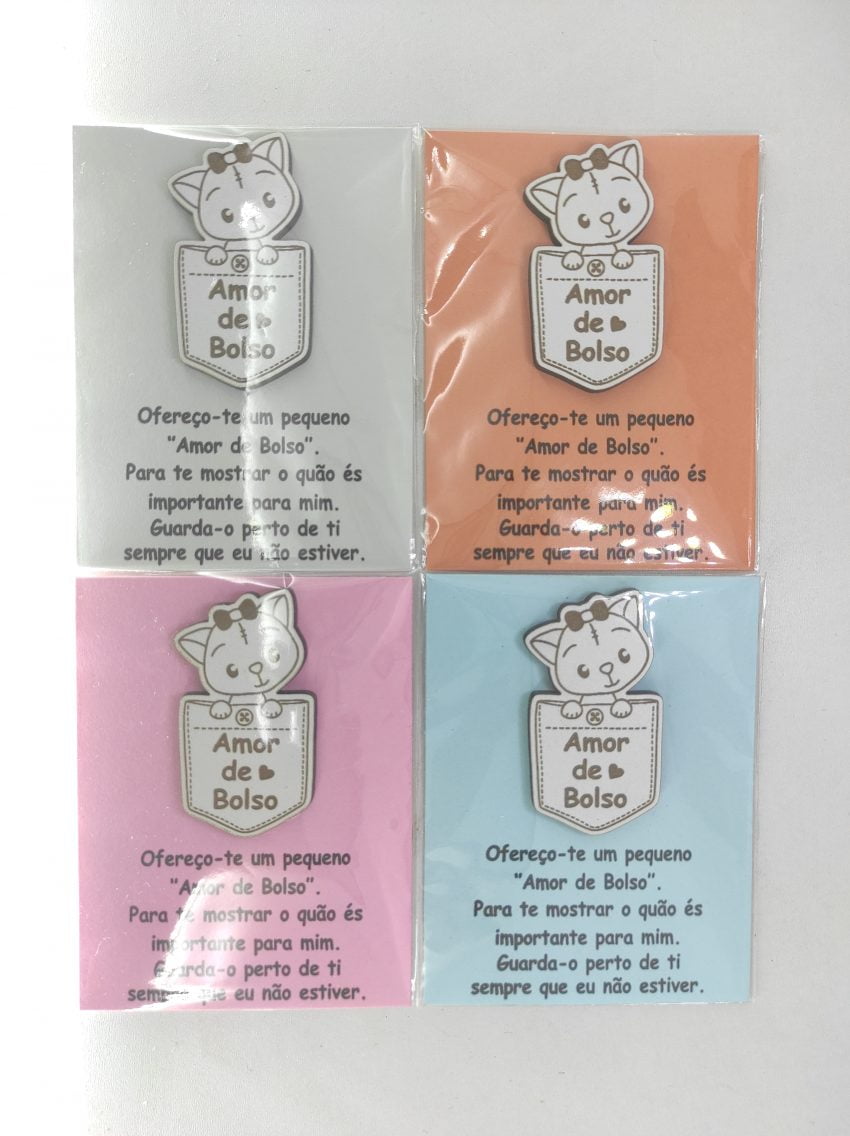 Amor
de
Bolso
Ofereço-te um pequeno
"Amor de Bolso".
Para te mostrar o quão és
importante para mim.
Guarda-o perto de ti
sempre que eu não estiver.
Amor
de
Bolso
Ofereço-te um pequeno
"Amor de Bolso".
Para te mostrar o quão és
importante para mim.
Guarda-o perto de ti
sempre que eu não estiver.
Amor
de
Bolso
Ofereço-te um pequeno
"Amor de Bolso".
Para te mostrar o quão és
importante para mim.
Guarda-o perto de ti
sempre que eu não estiver.
Amor
de
Bolso
Ofereço-te um pequeno
"Amor de Bolso".
Para te mostrar o quão és
importante para mim.
Guarda-o perto de ti
sempre que eu não estiver.